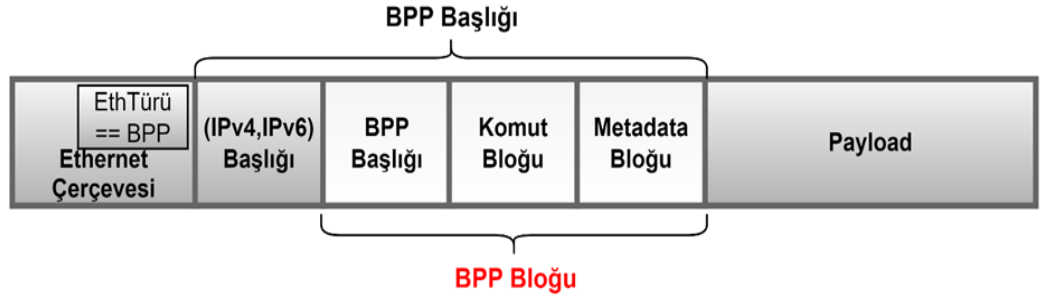 BPP Başlığı
EthTürü
== BPP
Ethernet
Çerçevesi
(IPv4,IPv6)
Başlığı
BPP
Başlığı
Komut
Bloğu
Metadata
Bloğu
Payload
BPP Bloğu